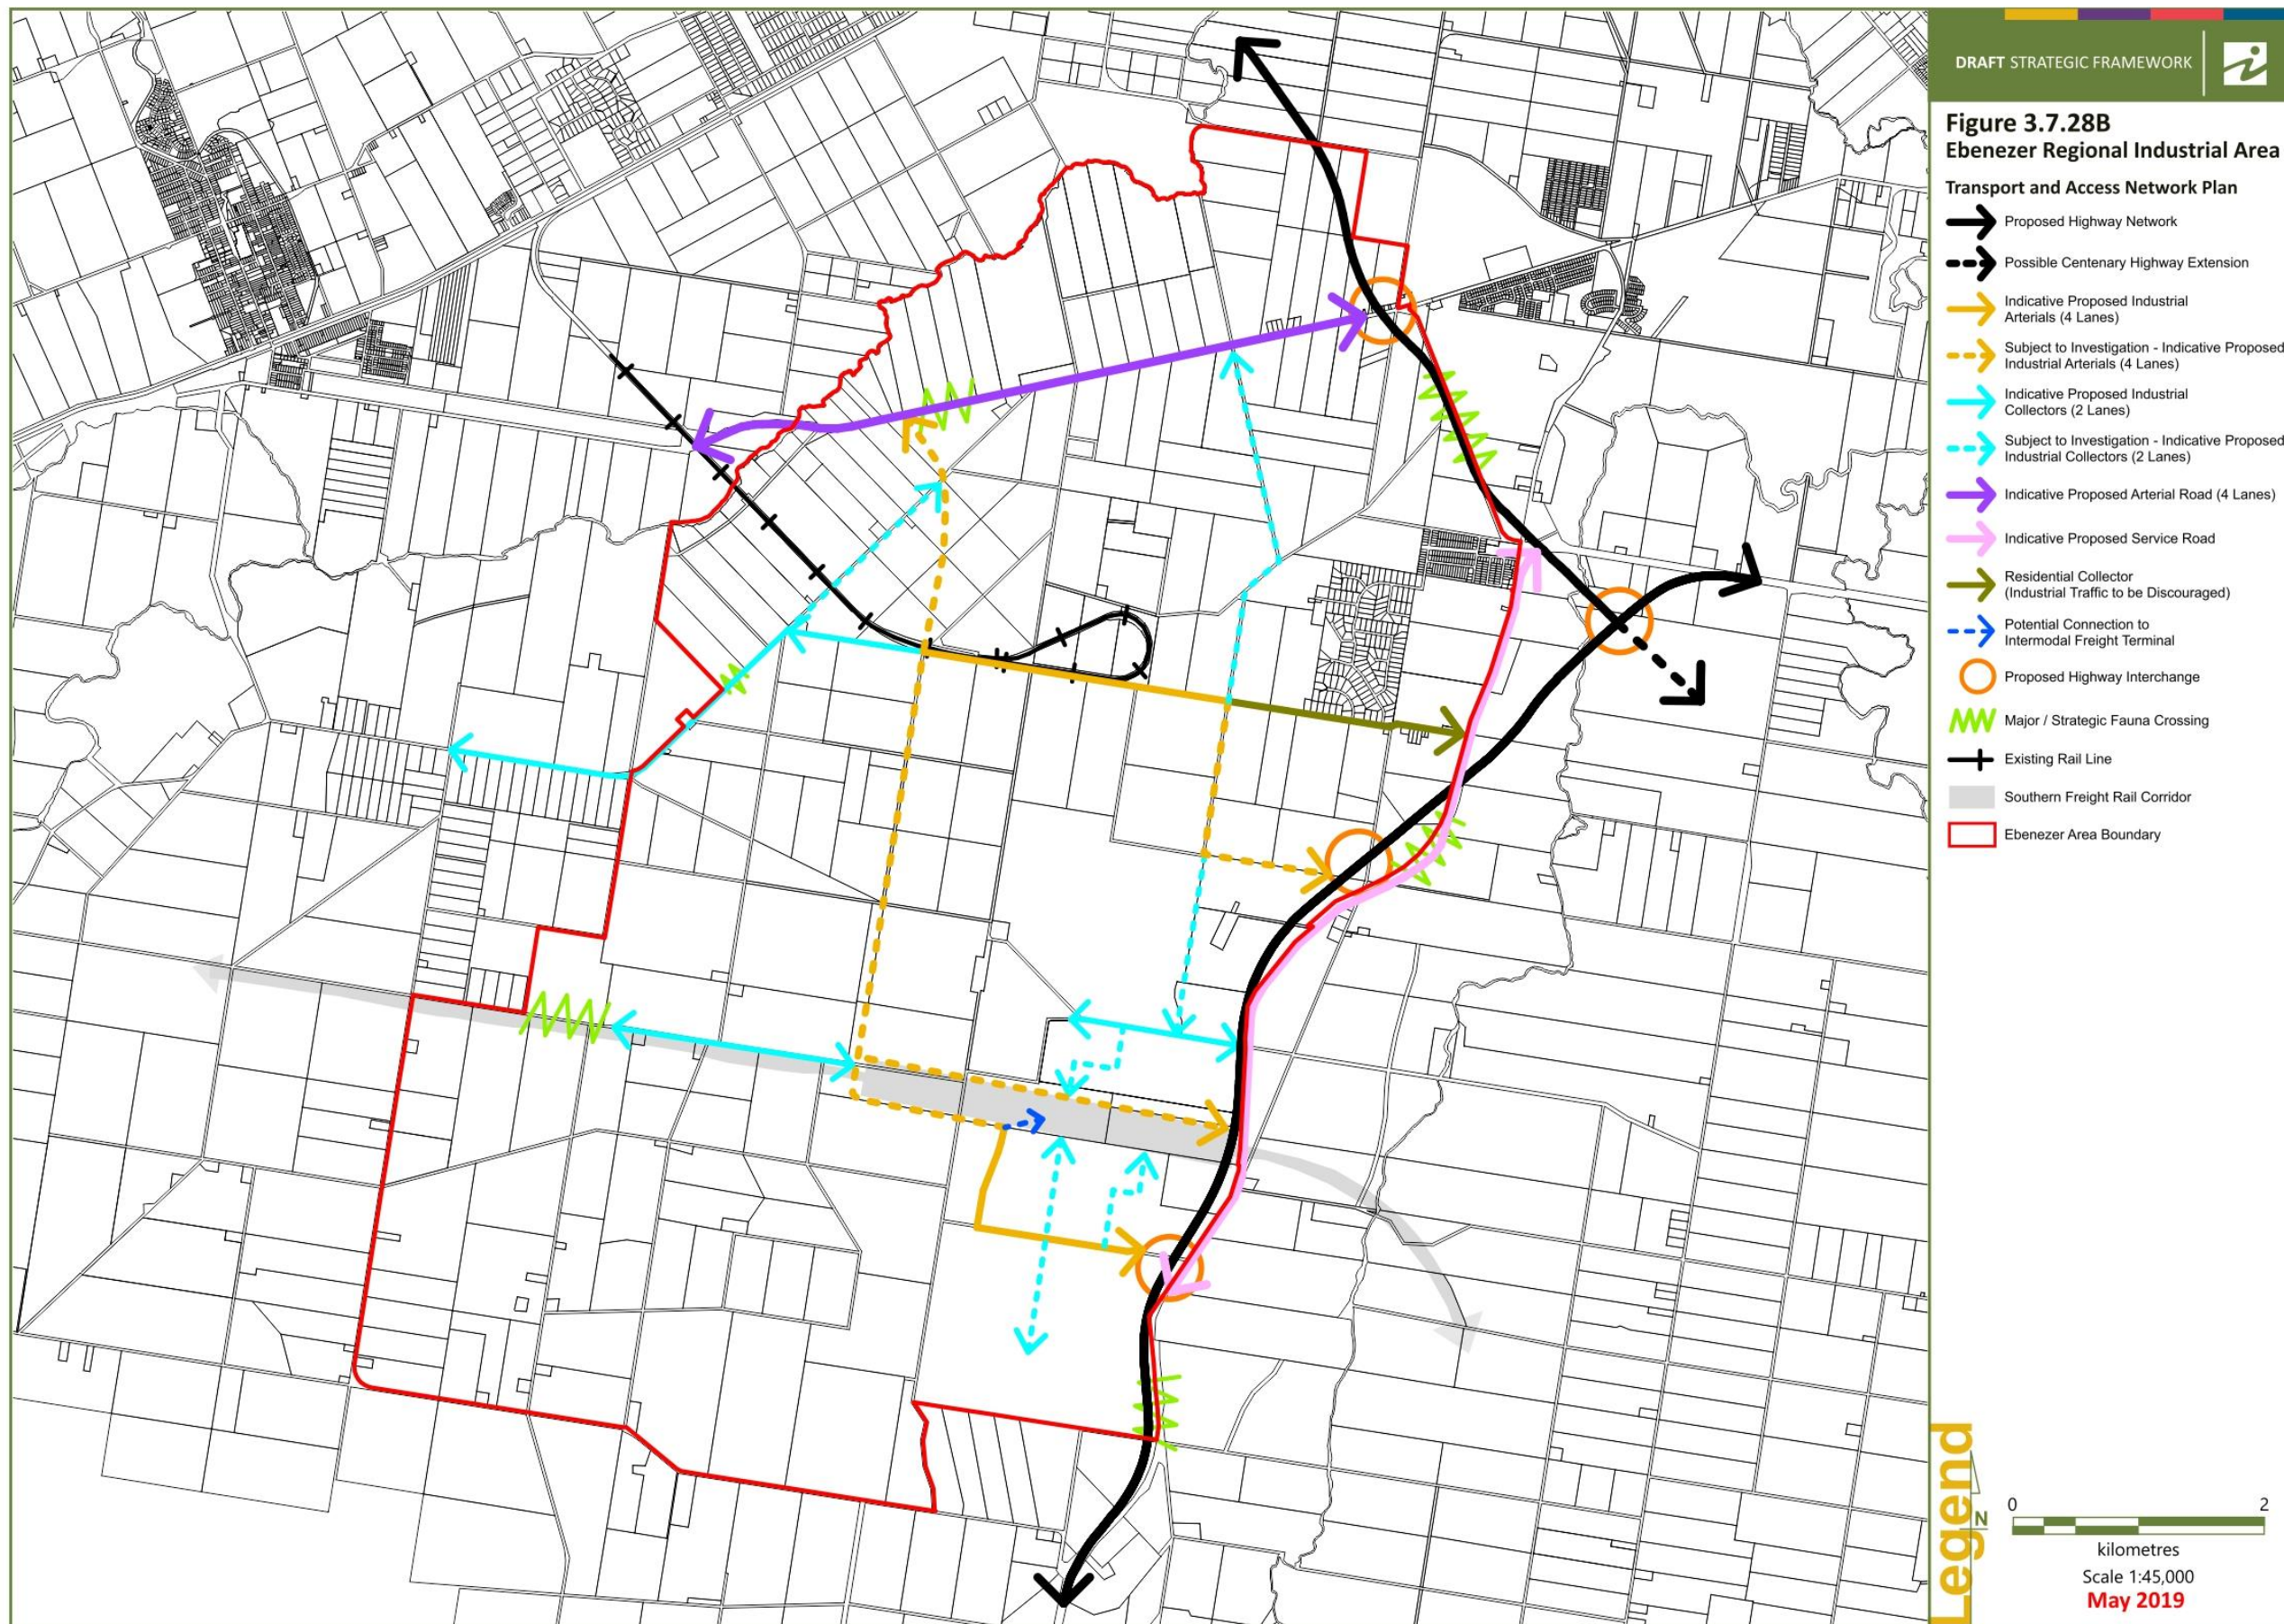 DRAFT STRATEGIC FRAMEWORK
Figure 3.7.28B
Ebenezer Regional Industrial Area
Transport and Access Network Plan
Proposed Highway Network
Possible Centenary Highway Extension
Indicative Proposed Industrial
Arterials (4 Lanes)
Subject to Investigation - Indicative Proposed
Industrial Arterials (4 Lanes)
Indicative Proposed Industrial
Collectors (2 Lanes)
Subject to Investigation - Indicative Proposed
Industrial Collectors (2 Lanes)
Indicative Proposed Arterial Road (4 Lanes)
Indicative Proposed Service Road
Residential Collector
(Industrial Traffic to be Discouraged)
Potential Connection to
Intermodal Freight Terminal
Proposed Highway Interchange
Major / Strategic Fauna Crossing
Existing Rail Line
Southern Freight Rail Corridor
Ebenezer Area Boundary
Legend
N
0 2
kilometres
Scale 1:45,000
May 2019